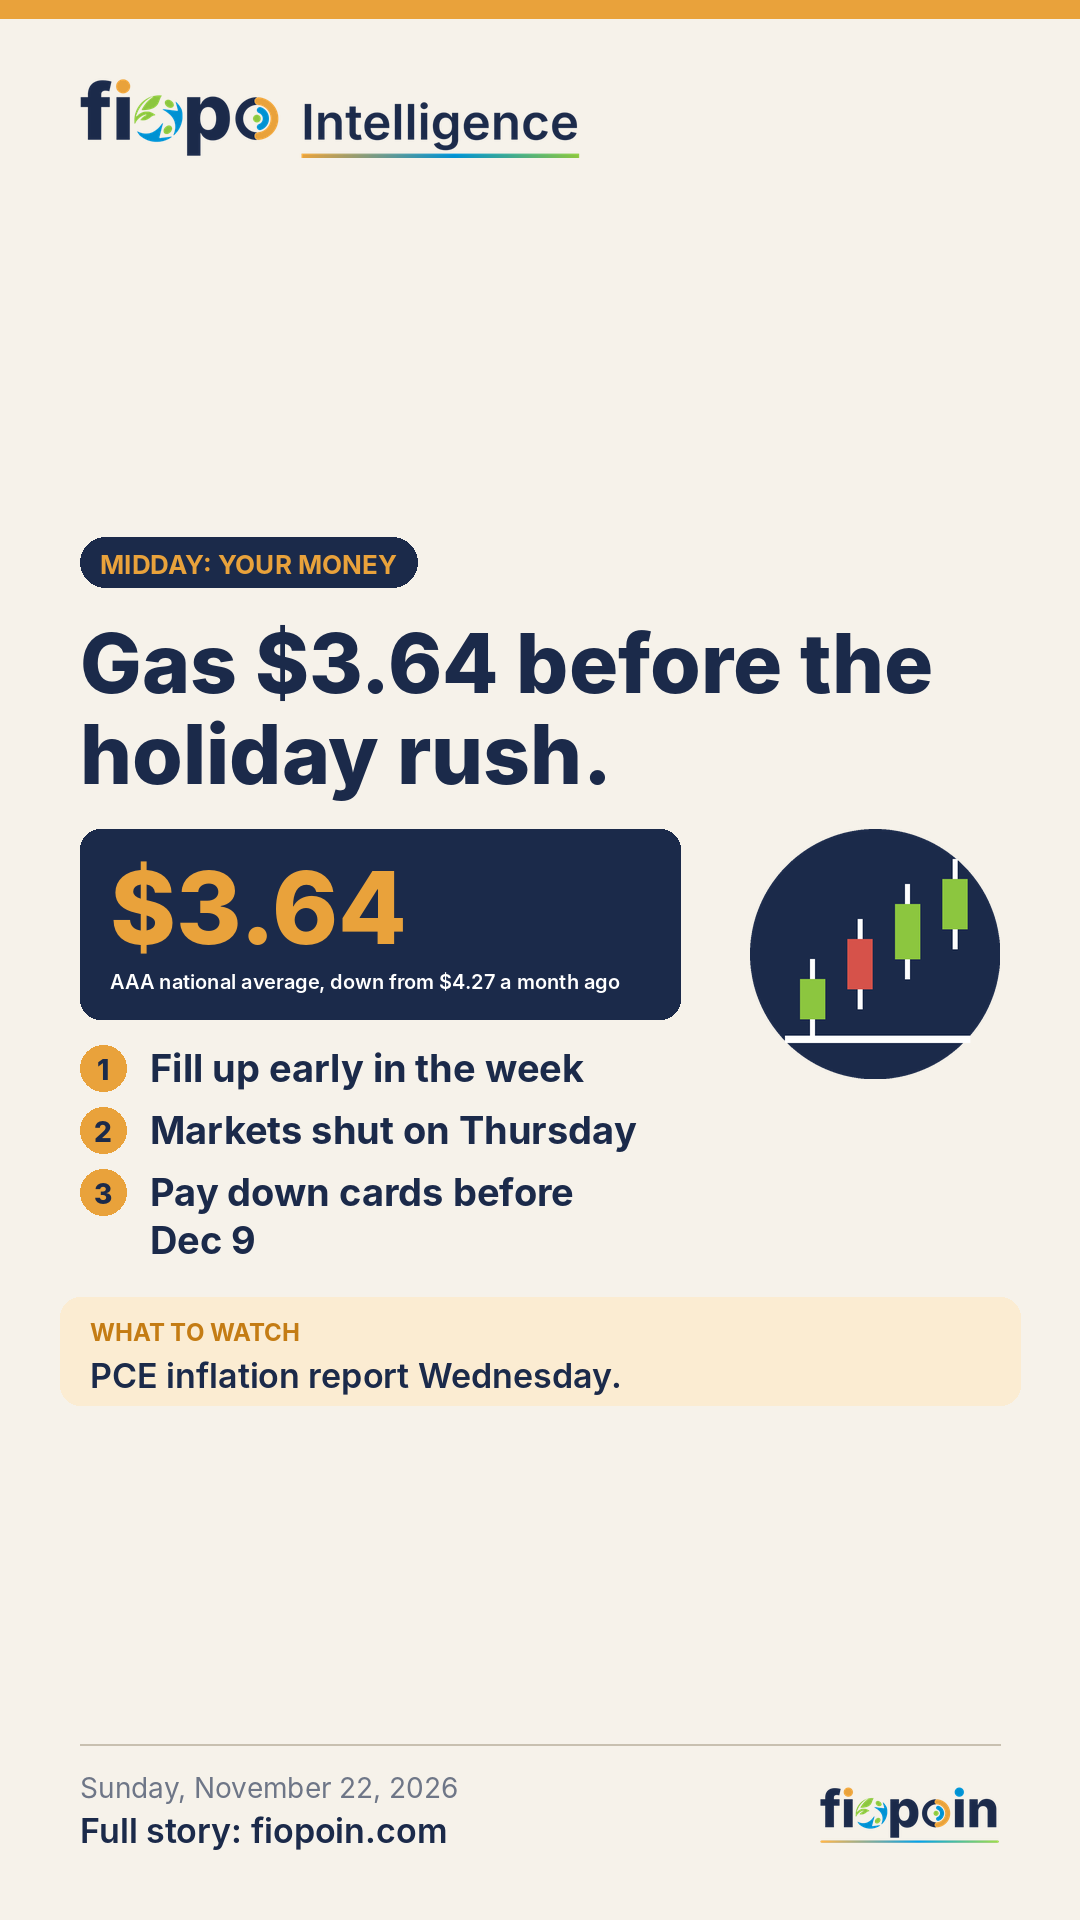 fiopo Intelligence
MIDDAY: YOUR MONEY
Gas $3.64 before the
holiday rush.
$3.64
AAA national average, down from $4.27 a month ago
1 Fill up early in the week
2 Markets shut on Thursday
3 Pay down cards before
Dec 9
WHAT TO WATCH
PCE inflation report Wednesday.
Sunday, November 22, 2026
Full story: fiopoin.com
fiopoin